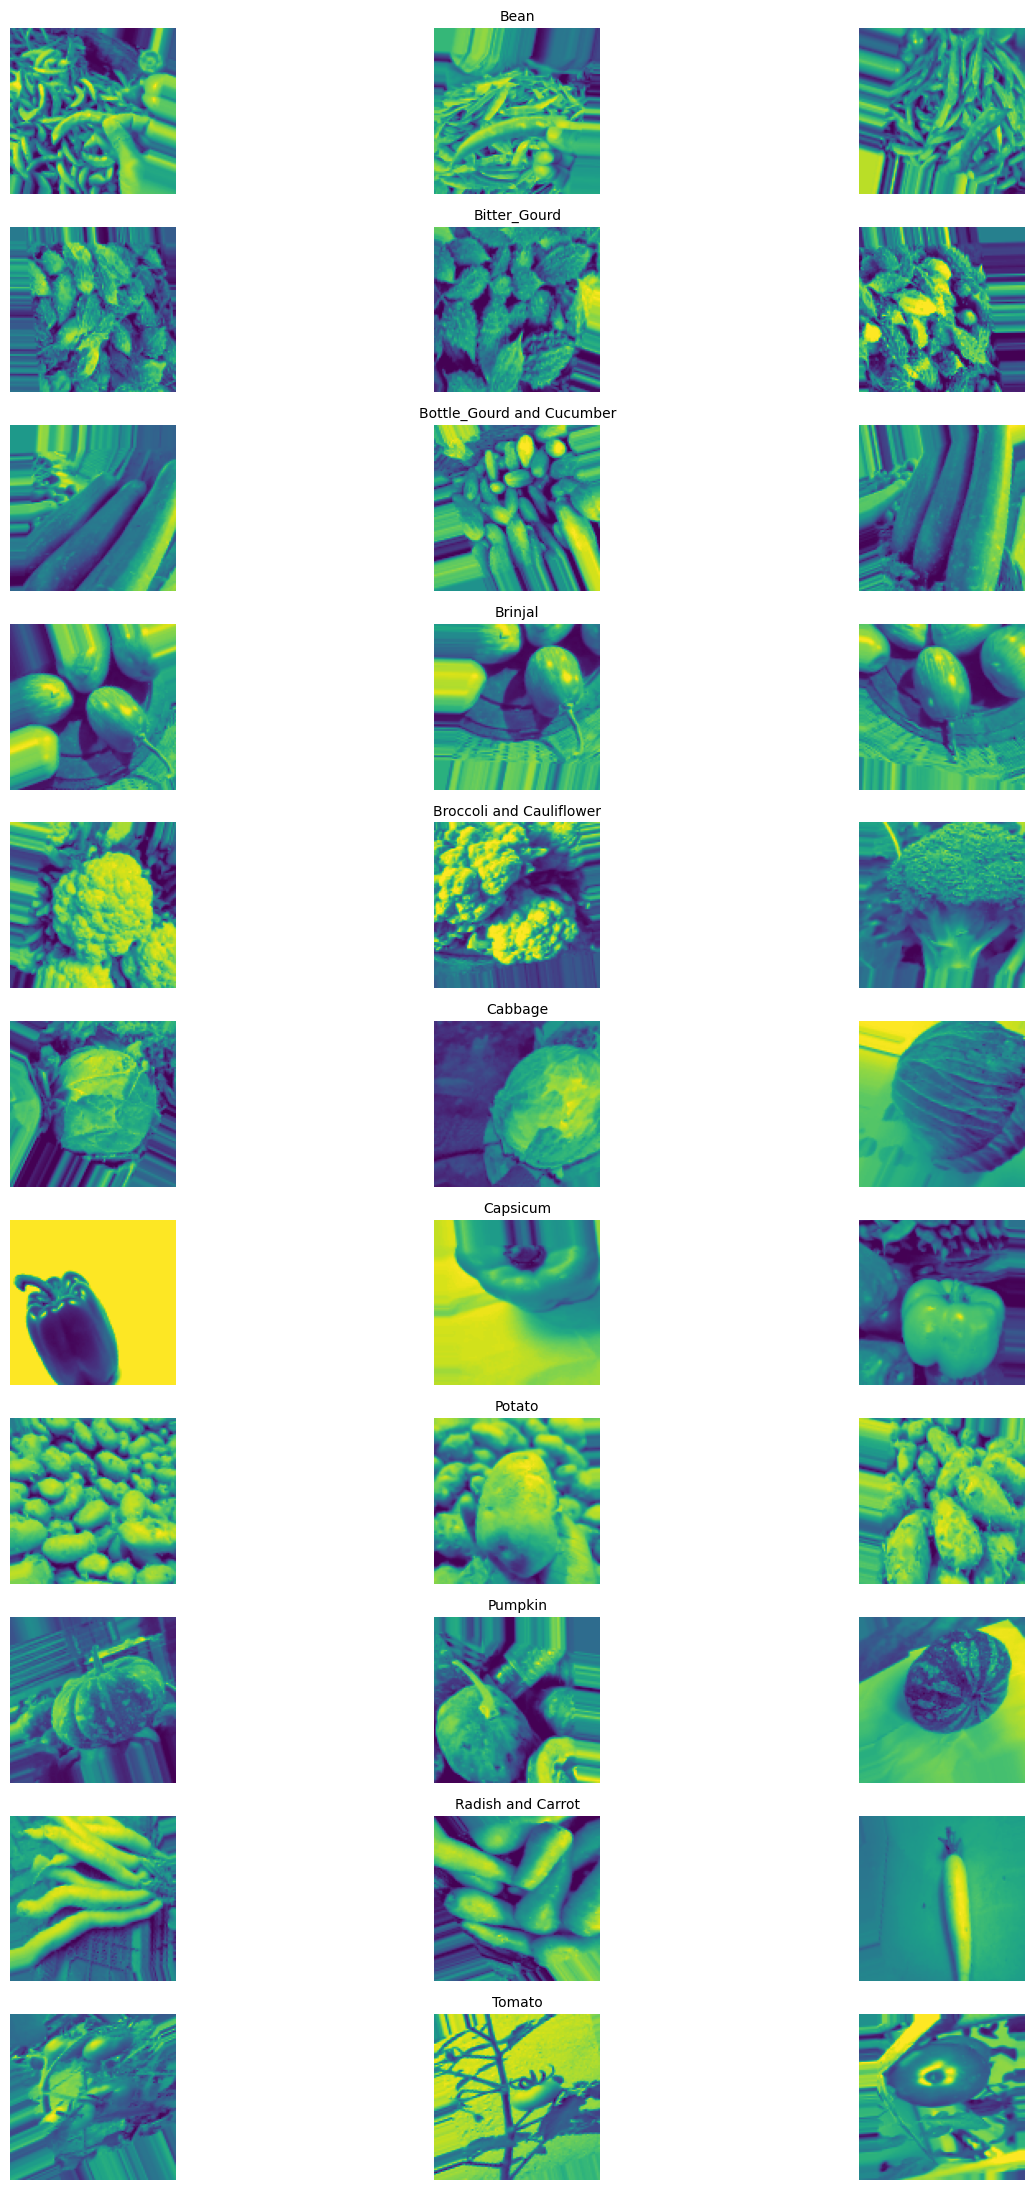 Bean
Bitter_Gourd
Bottle_Gourd and Cucumber
Brinjal
Broccoli and Cauliflower
Cabbage
Capsicum
Potato
Pumpkin
Radish and Carrot
Tomato